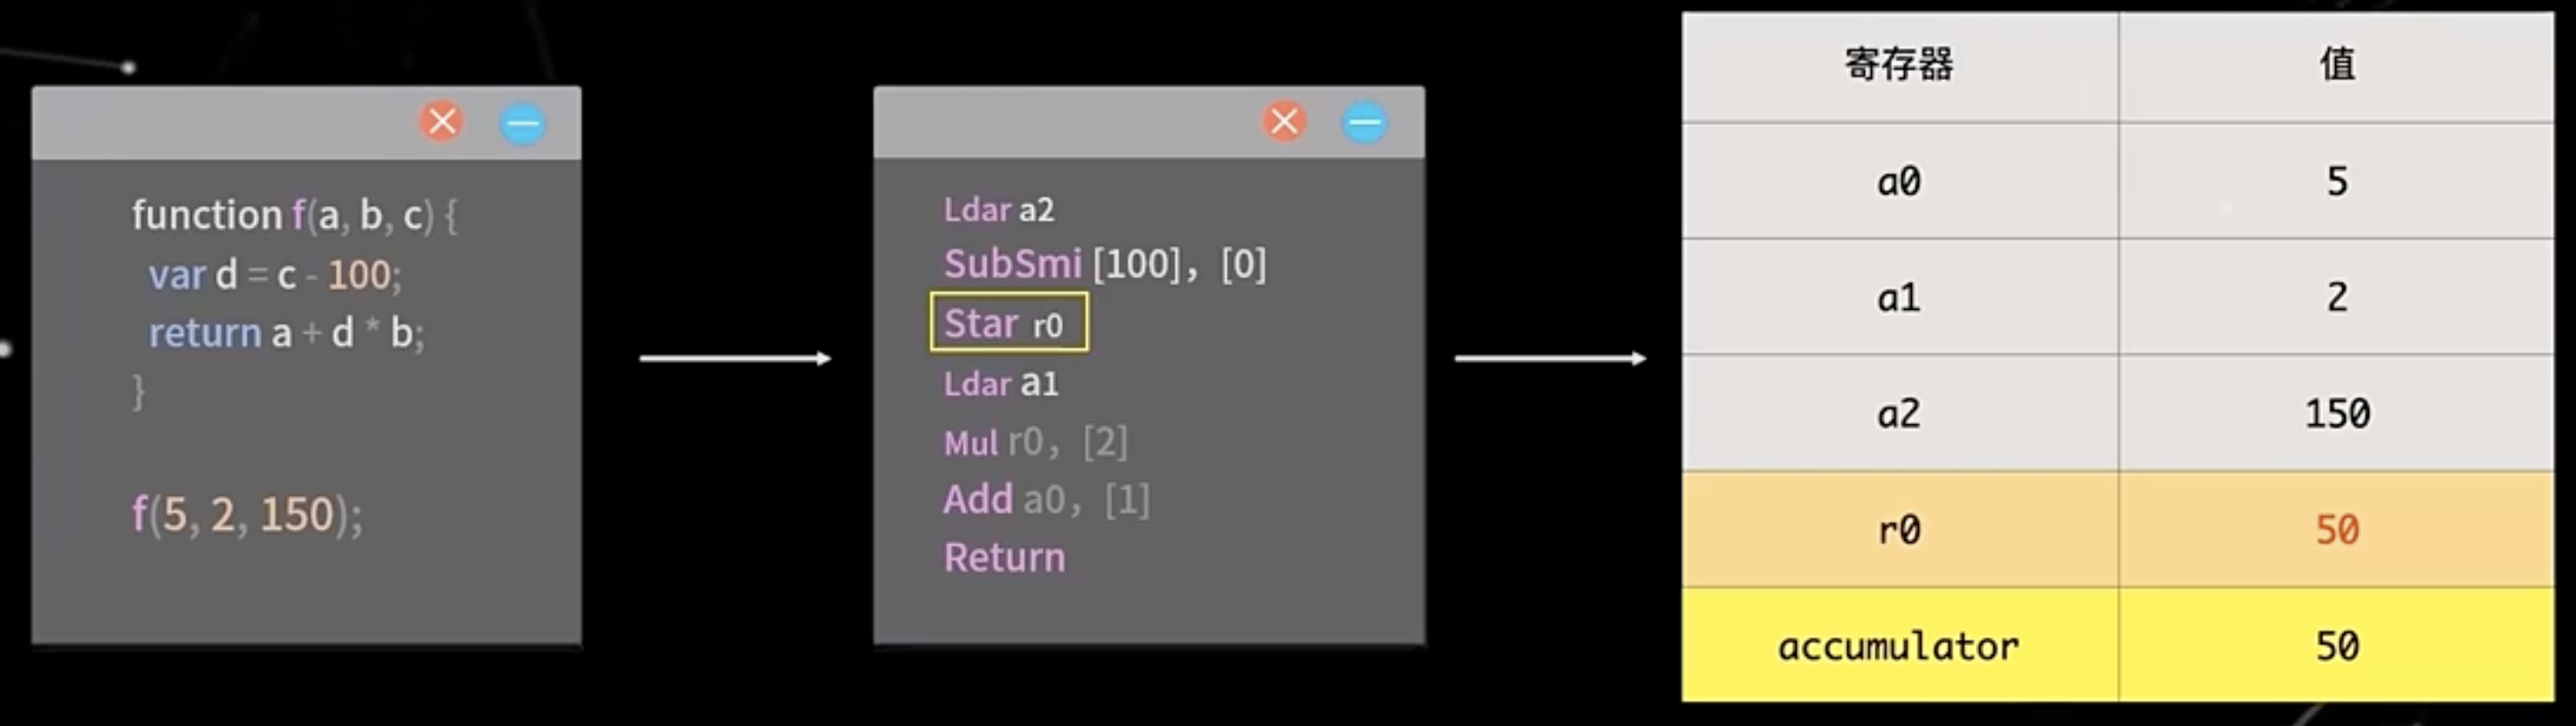 function f(a, b, c) {
var d = c - 100;
return a + d * b;
}
f(5, 2, 150);
Ldar a2
SubSmi [100], [0]
Star r0
Ldar a1
Mul r0, [2]
Add a0, [1]
Return
寄存器 值
a0 5
a1 2
a2 150
r0 50
accumulator 50